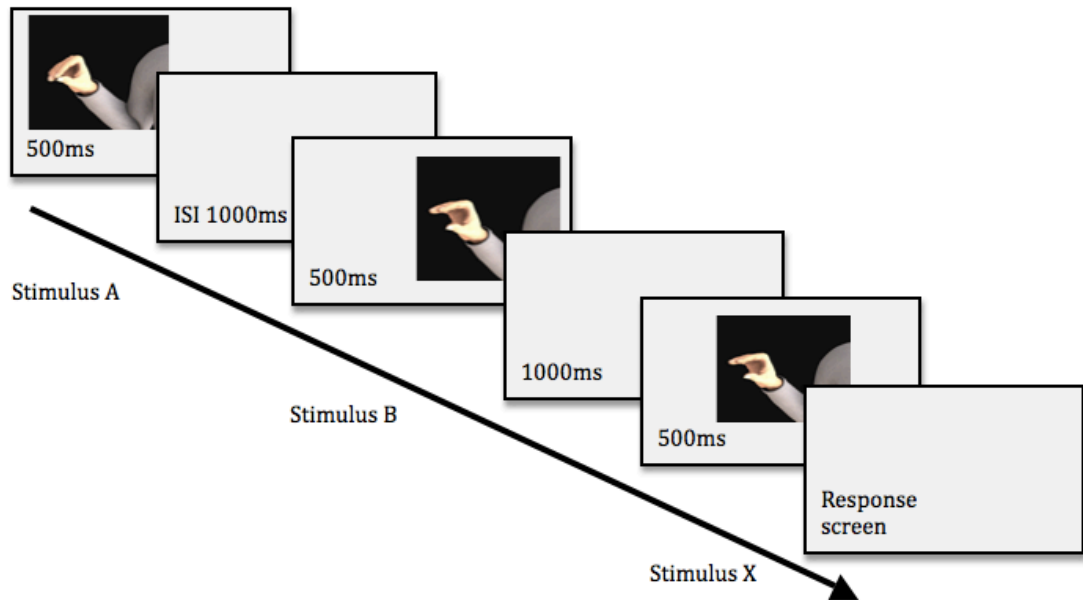 500ms
ISI 1000ms
500ms
Stimulus A
1000ms
Stimulus B
500ms
Response
screen
Stimulus X